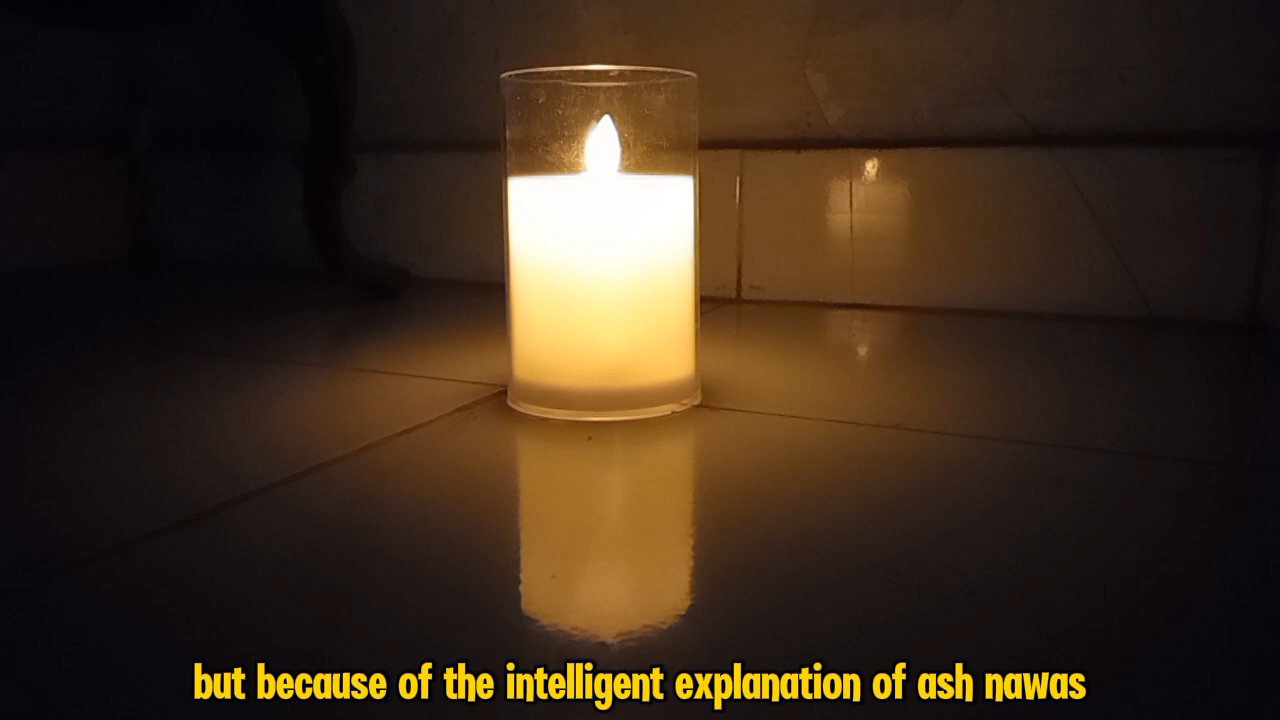 but because of the intelligent explanation of ash nawas